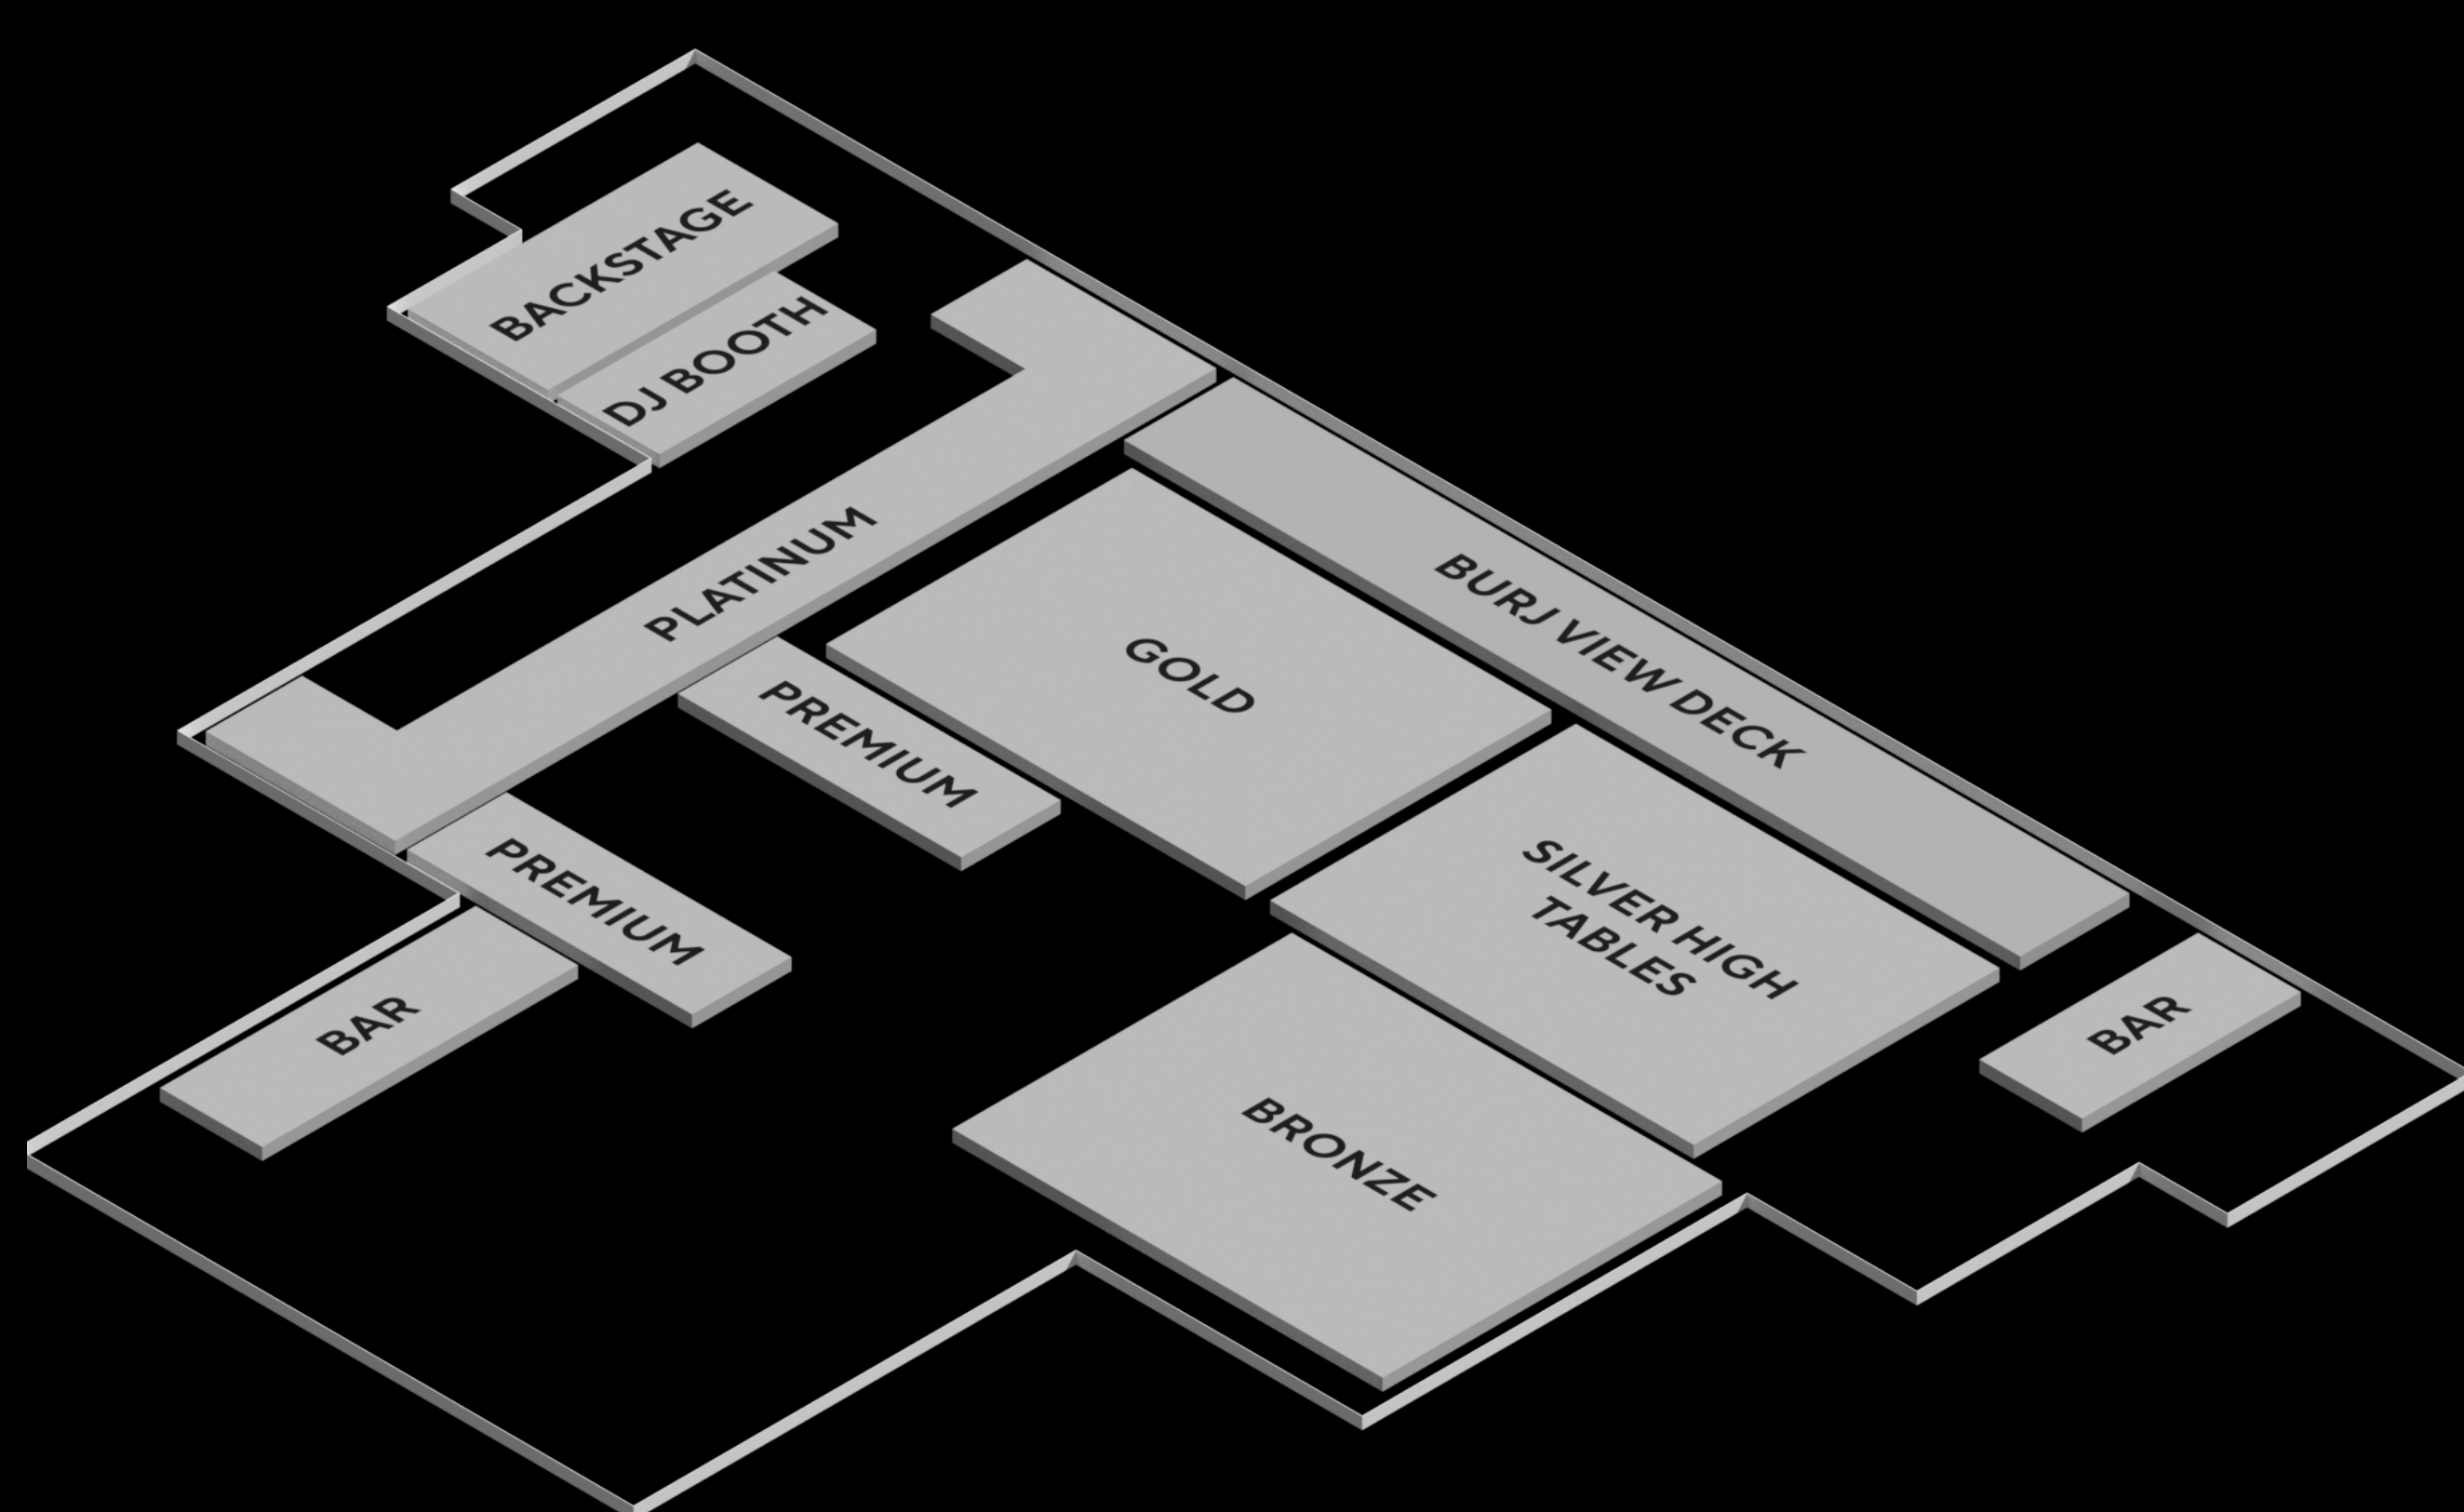 BACKSTAGE
DJ BOOTH
PLATINUM
BURJ VIEW DECK
GOLD
PREMIUM
PREMIUM
SILVER HIGH
TABLES
BAR
BAR
BRONZE